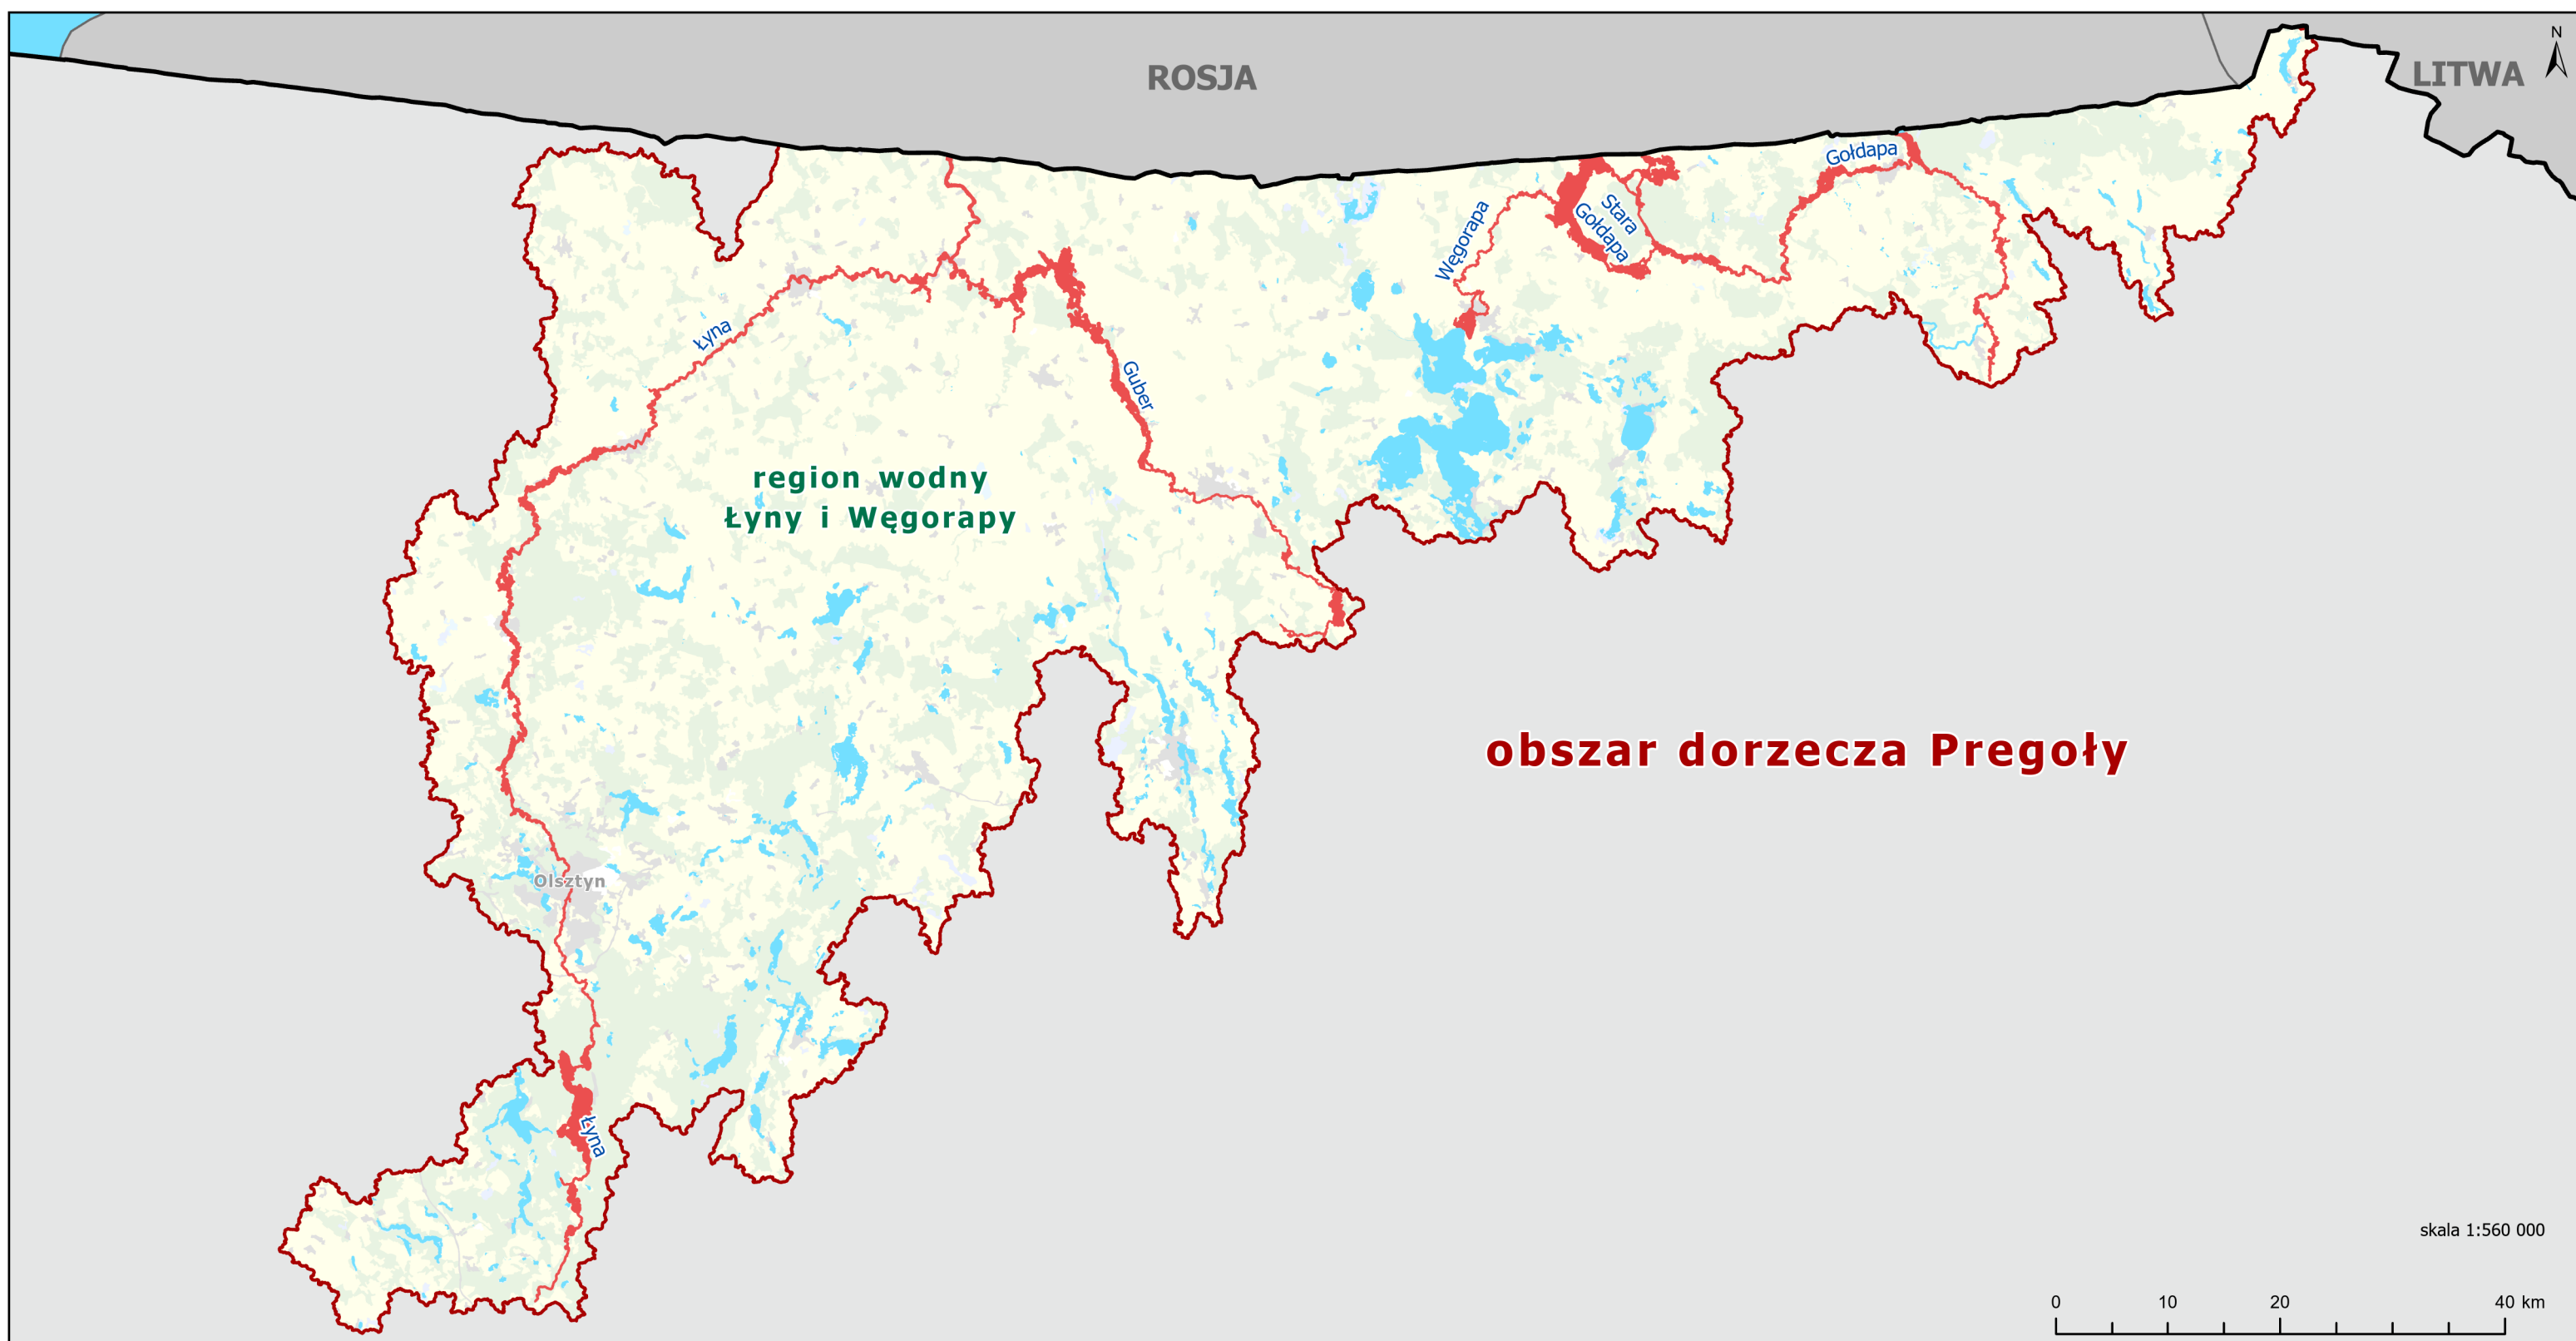 N
ROSJA
LITWA
Gołdapa
Stara
Gołdapa
Węgorapa
Łyna
Guber
region wodny
Łyny i Węgorapy
obszar dorzecza Pregoły
Olsztyn
Łyna
skala 1:560 000
0 10 20 40 km